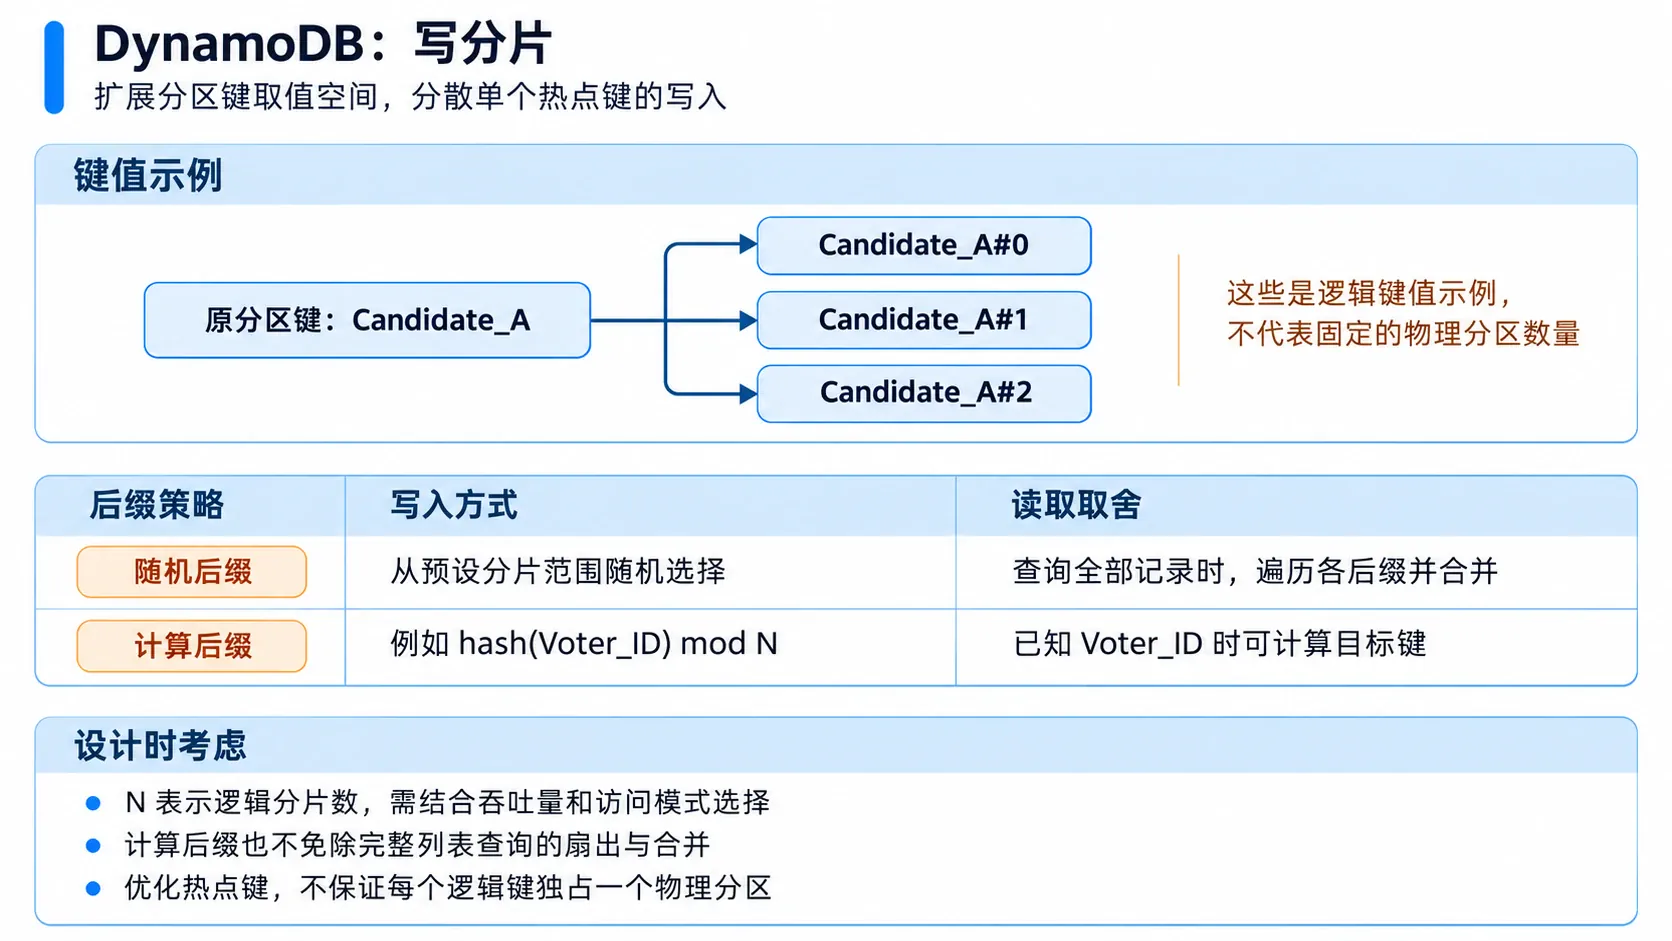 DynamoDB：写分片
扩展分区键取值空间，分散单个热点键的写入
键值示例
原分区键：Candidate_A
Candidate_A#0
Candidate_A#1
Candidate_A#2
这些是逻辑键值示例，
不代表固定的物理分区数量
后缀策略
写入方式
读取取舍
随机后缀
从预设分片范围随机选择
查询全部记录时，遍历各后缀并合并
计算后缀
例如 hash(Voter_ID) mod N
已知 Voter_ID 时可计算目标键
设计时考虑
N 表示逻辑分片数，需结合吞吐量和访问模式选择
计算后缀也不免除完整列表查询的扇出与合并
优化热点键，不保证每个逻辑键独占一个物理分区